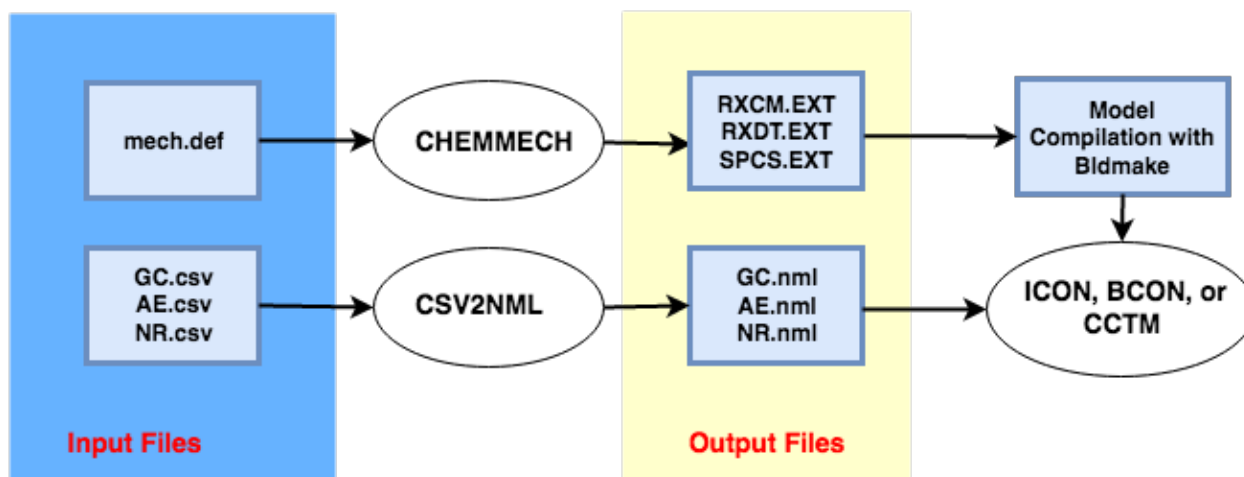 mech.def
CHEMMECH
RXCM.EXT
RXDT.EXT
SPCS.EXT
Model
Compilation with
Bldmake
GC.csv
AE.csv
NR.csv
CSV2NML
GC.nml
AE.nml
NR.nml
ICON, BCON, or
CCTM
Input Files
Output Files